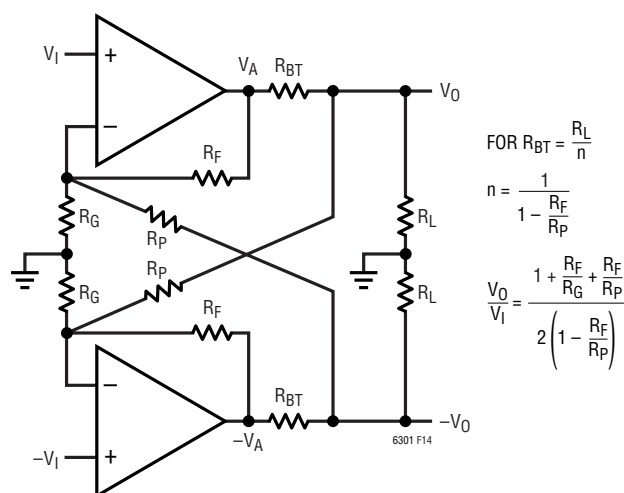 V_I
+
−
V_A
R_BT
V_O
R_F
R_G
R_P
R_P
R_G
R_F
R_L
R_L
−
+
−V_I
−V_A
R_BT
−V_O
6301 F14
FOR R_BT = R_L / n
n = 1 / (1 − R_F / R_P)
V_O / V_I = (1 + R_F / R_G + R_F / R_P) / (2 (1 − R_F / R_P))